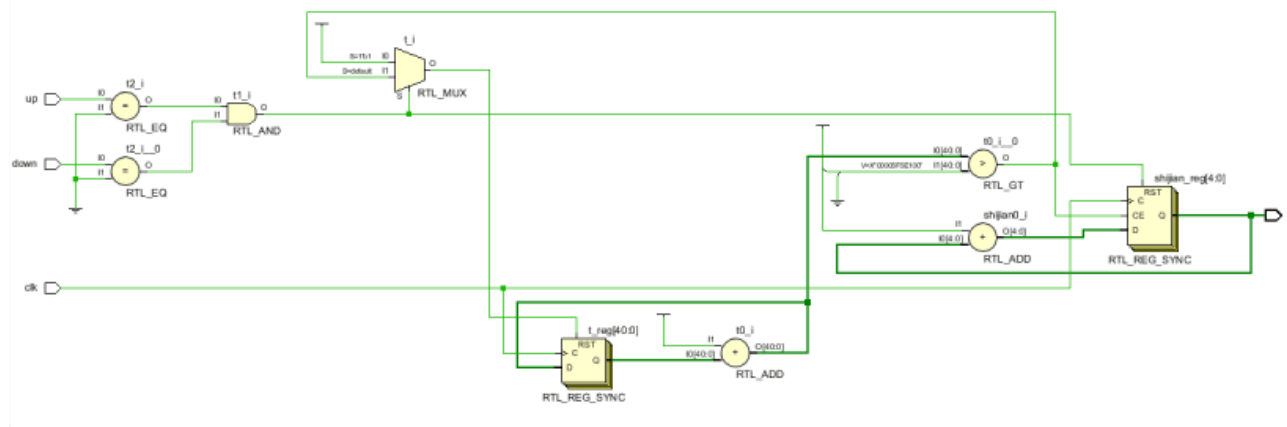 up
I0
I1
t2_i
=
O
RTL_EQ
down
I0
I1
t2_i__0
=
O
RTL_EQ
t1_i
I0
I1
O
RTL_AND
t_i
S=1'b1
I0
S=default
I1
S
O
RTL_MUX
clk
t_reg[40:0]
RST
C
D
Q
RTL_REG_SYNC
t0_i
I1
I0[40:0]
+
O[40:0]
RTL_ADD
t0_i__0
I0[40:0]
I1[40:0]
>
O
RTL_GT
shijian0_i
I1
I0[4:0]
+
O[4:0]
RTL_ADD
shijian_reg[4:0]
RST
C
CE
D
Q
RTL_REG_SYNC